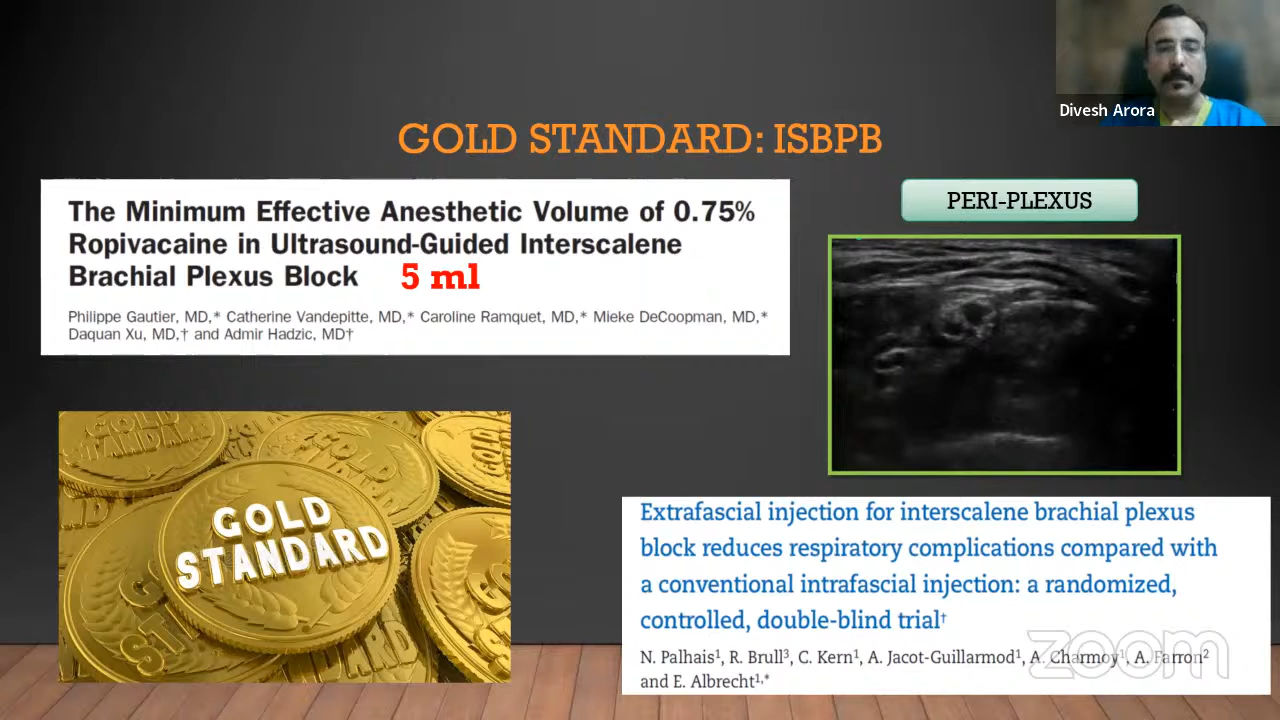 Divesh Arora
GOLD STANDARD: ISBPB
The Minimum Effective Anesthetic Volume of 0.75%
Ropivacaine in Ultrasound-Guided Interscalene
Brachial Plexus Block 5 ml
Philippe Gautier, MD,* Catherine Vandepitte, MD,* Caroline Ramquet, MD,* Mieke DeCoopman, MD,*
Daquan Xu, MD,† and Admir Hadzic, MD†
PERI-PLEXUS
GOLD
STANDARD
Extrafascial injection for interscalene brachial plexus
block reduces respiratory complications compared with
a conventional intrafascial injection: a randomized,
controlled, double-blind trial†
N. Palhais¹, R. Brull³, C. Kern¹, A. Jacot-Guillarmod¹, A. Charmoy¹, A. Farron²
and E. Albrecht¹,*
zoom